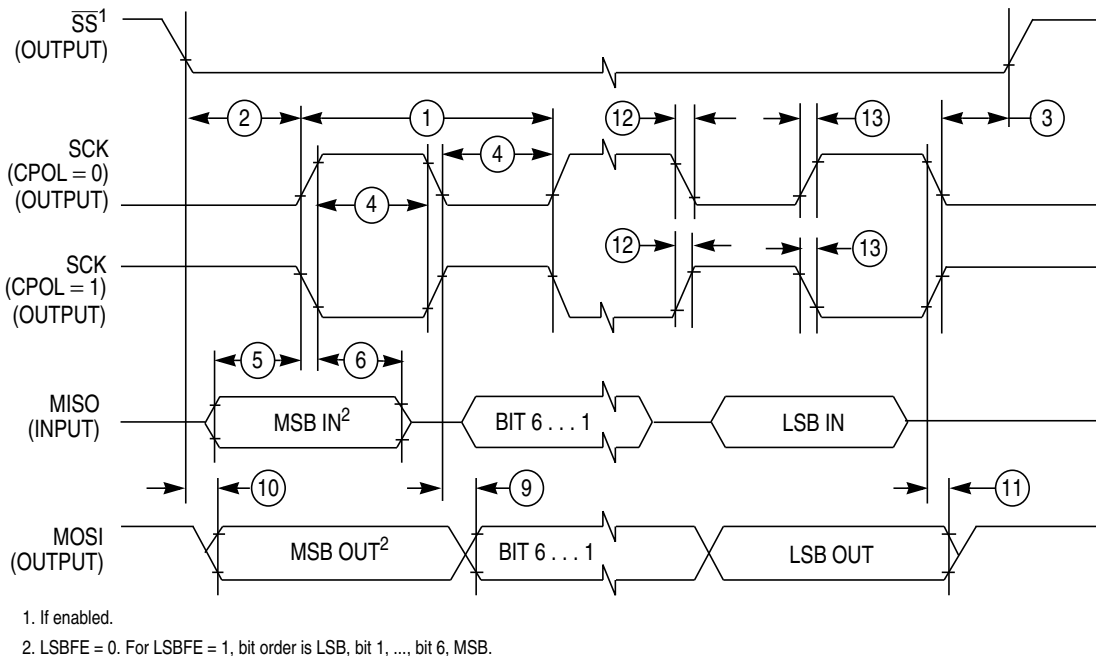 SS¹
(OUTPUT)
2
1
12
13
3
SCK
(CPOL = 0)
(OUTPUT)
4
4
SCK
(CPOL = 1)
(OUTPUT)
12
13
5
6
MISO
(INPUT)
MSB IN²
BIT 6 . . . 1
LSB IN
10
9
11
MOSI
(OUTPUT)
MSB OUT²
BIT 6 . . . 1
LSB OUT
1. If enabled.
2. LSBFE = 0. For LSBFE = 1, bit order is LSB, bit 1, ..., bit 6, MSB.